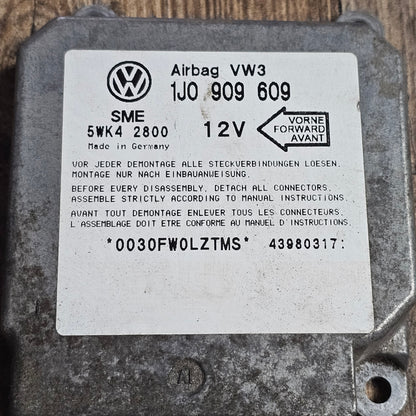 Airbag VW3
1J0 909 609
SME
5WK4 2800
Made in Germany
12V
VORNE
FORWARD
AVANT
VOR JEDER DEMONTAGE ALLE STECKVERBINDUNGEN LOESEN.
MONTAGE NUR NACH EINBAUANWEISUNG.
BEFORE EVERY DISASSEMBLY, DETACH ALL CONNECTORS.
ASSEMBLE STRICTLY ACCORDING TO MANUAL INSTRUCTIONS.
AVANT TOUT DEMONTAGE ENLEVER TOUS LES CONNECTEURS.
L'ASSEMBLAGE DOIT ETRE CONFORME AU MANUEL D'INSTRUCTIONS.
*0030FW0LZTMS* 43980317: